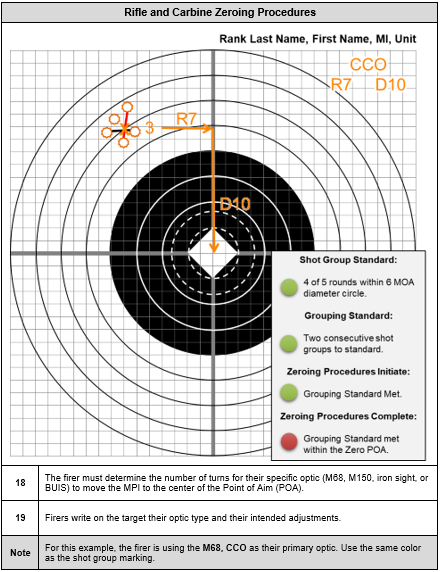 Rifle and Carbine Zeroing Procedures
Rank Last Name, First Name, MI, Unit
CCO
R7 D10
3 R7
D10
Shot Group Standard:
4 of 5 rounds within 6 MOA
diameter circle.
Grouping Standard:
Two consecutive shot
groups to standard.
Zeroing Procedures Initiate:
Grouping Standard Met.
Zeroing Procedures Complete:
Grouping Standard met
within the Zero POA.
18 The firer must determine the number of turns for their specific optic (M68, M150, iron sight, or
BUIS) to move the MPI to the center of the Point of Aim (POA).
19 Firers write on the target their optic type and their intended adjustments.
Note For this example, the firer is using the M68, CCO as their primary optic. Use the same color
as the shot group marking.